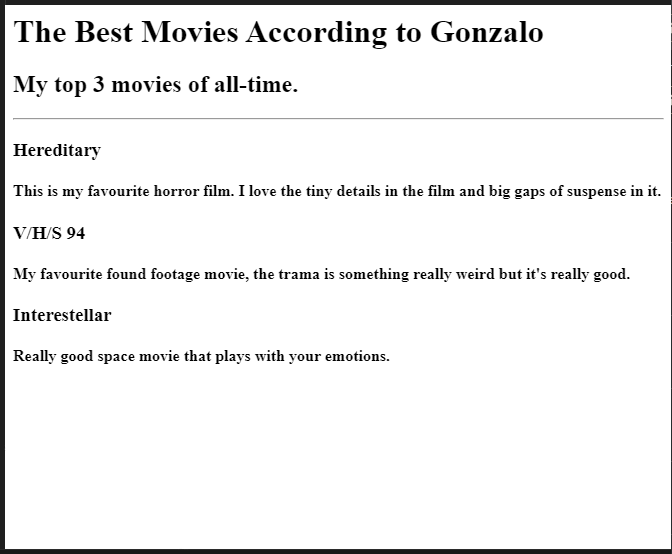 The Best Movies According to Gonzalo
My top 3 movies of all-time.
Hereditary
This is my favourite horror film. I love the tiny details in the film and big gaps of suspense in it.
V/H/S 94
My favourite found footage movie, the trama is something really weird but it's really good.
Interestellar
Really good space movie that plays with your emotions.